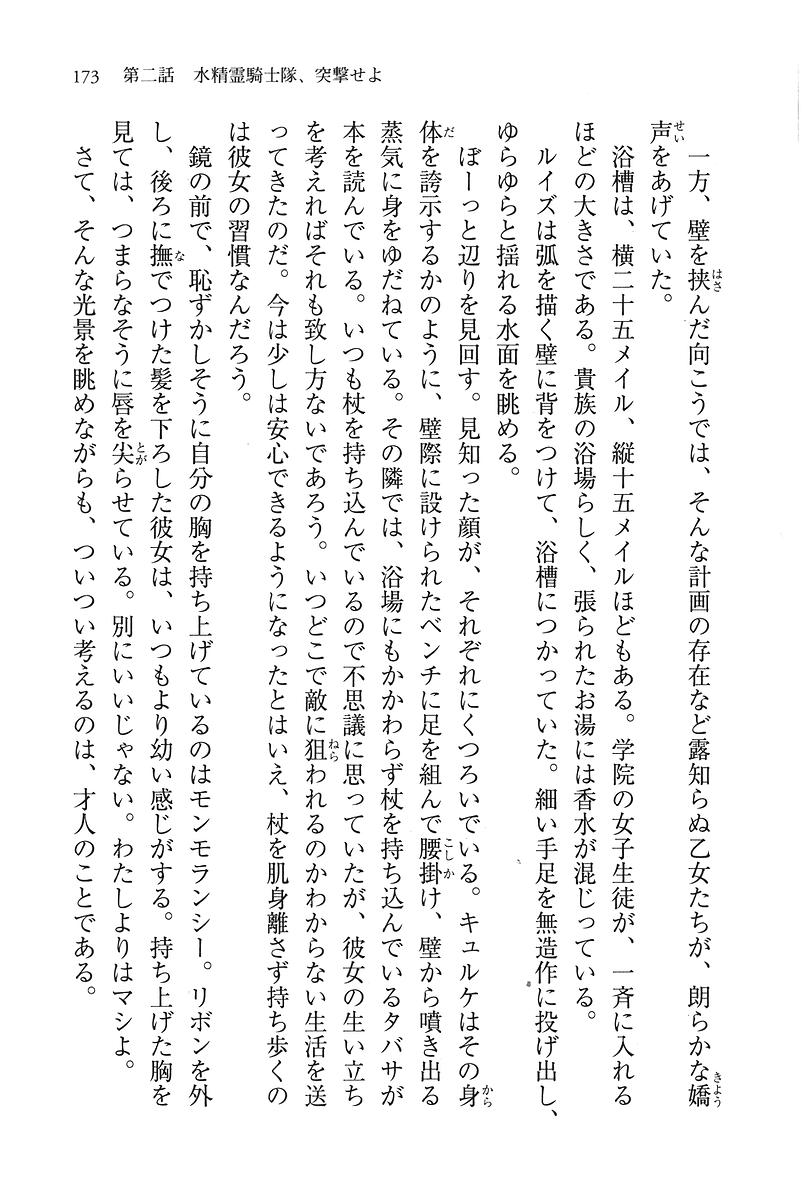 173　第二話　水精霊騎士隊、突撃せよ
　一方、壁を挟んだ向こうでは、そんな計画の存在など露知らぬ乙女たちが、朗らかな嬌
声をあげていた。
　浴槽は、横二十五メイル、縦十五メイルほどもある。学院の女子生徒が、一斉に入れる
ほどの大きさである。貴族の浴場らしく、張られたお湯には香水が混じっている。
　ルイズは弧を描く壁に背をつけて、浴槽につかっていた。細い手足を無造作に投げ出し、
ゆらゆらと揺れる水面を眺める。
　ぼーっと辺りを見回す。見知った顔が、それぞれにくつろいでいる。キュルケはその身
体を誇示するかのように、壁際に設けられたベンチに足を組んで腰掛け、壁から噴き出る
蒸気に身をゆだねている。その隣では、浴場にもかかわらず杖を持ち込んでいるタバサが
本を読んでいる。いつも杖を持ち込んでいるので不思議に思っていたが、彼女の生い立ち
を考えればそれも致し方ないであろう。いつどこで敵に狙われるのかわからない生活を送
ってきたのだ。今は少しは安心できるようになったとはいえ、杖を肌身離さず持ち歩くの
は彼女の習慣なんだろう。
　鏡の前で、恥ずかしそうに自分の胸を持ち上げているのはモンモランシー。リボンを外
し、後ろに撫でつけた髪を下ろした彼女は、いつもより幼い感じがする。持ち上げた胸を
見ては、つまらなそうに唇を尖らせている。別にいいじゃない。わたしよりはマシよ。
　さて、そんな光景を眺めながらも、ついつい考えるのは、才人のことである。